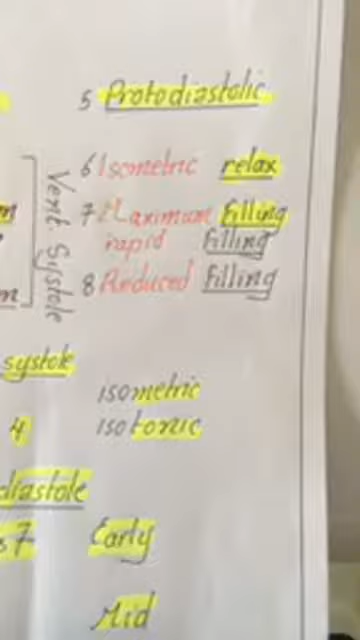 5 Protodiastolic
6 Isometric relax
7 Maximum filling
rapid filling
8 Reduced filling
Vent. Systole
systole
isometric
4 isotonic
diastole
7 Early
Mid